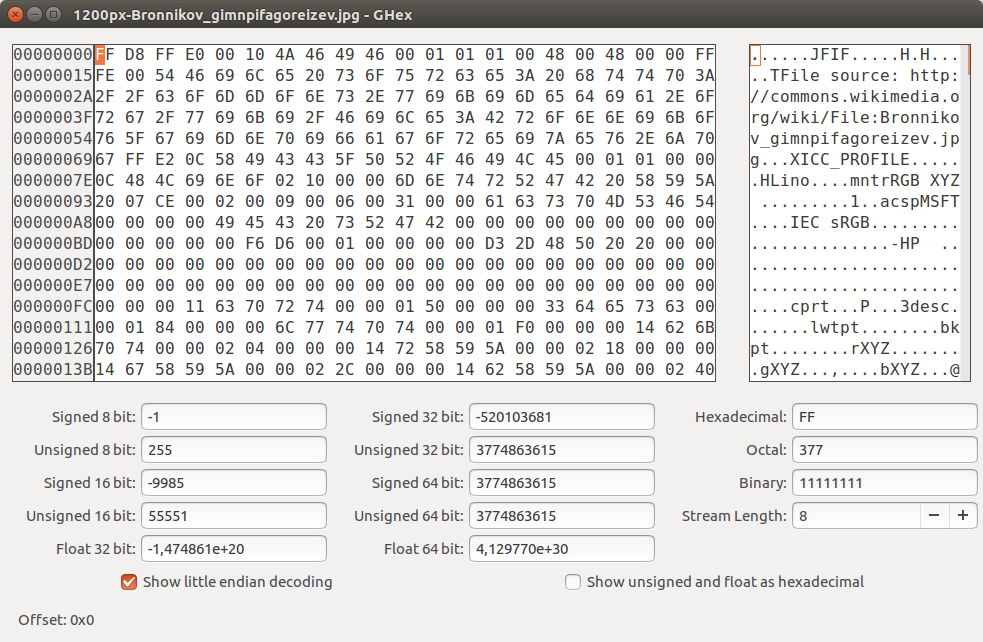 1200px-Bronnikov_gimnpifagoreizev.jpg - GHex
00000000 FF D8 FF E0 00 10 4A 46 49 46 00 01 01 01 00 48 00 48 00 00 FF ......JFIF.....H.H...
00000015 FE 00 54 46 69 6C 65 20 73 6F 75 72 63 65 3A 20 68 74 74 70 3A ..TFile source: http:
0000002A 2F 2F 63 6F 6D 6D 6F 6E 73 2E 77 69 6B 69 6D 65 64 69 61 2E 6F //commons.wikimedia.o
0000003F 72 67 2F 77 69 6B 69 2F 46 69 6C 65 3A 42 72 6F 6E 6E 69 6B 6F rg/wiki/File:Bronniko
00000054 76 5F 67 69 6D 6E 70 69 66 61 67 6F 72 65 69 7A 65 76 2E 6A 70 v_gimnpifagoreizev.jp
00000069 67 FF E2 0C 58 49 43 43 5F 50 52 4F 46 49 4C 45 00 01 01 00 00 g...XICC_PROFILE.....
0000007E 0C 48 4C 69 6E 6F 02 10 00 00 6D 6E 74 72 52 47 42 20 58 59 5A .HLino....mntrRGB XYZ
00000093 20 07 CE 00 02 00 09 00 06 00 31 00 00 61 63 73 70 4D 53 46 54  .........1..acspMSFT
000000A8 00 00 00 00 49 45 43 20 73 52 47 42 00 00 00 00 00 00 00 00 00 ....IEC sRGB.........
000000BD 00 00 00 00 00 F6 D6 00 01 00 00 00 00 D3 2D 48 50 20 20 00 00 ..............-HP  ..
000000D2 00 00 00 00 00 00 00 00 00 00 00 00 00 00 00 00 00 00 00 00 00 .....................
000000E7 00 00 00 00 00 00 00 00 00 00 00 00 00 00 00 00 00 00 00 00 00 .....................
000000FC 00 00 00 11 63 70 72 74 00 00 01 50 00 00 00 33 64 65 73 63 00 ....cprt...P...3desc.
00000111 00 01 84 00 00 00 6C 77 74 70 74 00 00 01 F0 00 00 00 14 62 6B ......lwtpt........bk
00000126 70 74 00 00 02 04 00 00 00 14 72 58 59 5A 00 00 02 18 00 00 00 pt........rXYZ.......
0000013B 14 67 58 59 5A 00 00 02 2C 00 00 00 14 62 58 59 5A 00 00 02 40 .gXYZ...,....bXYZ...@
Signed 8 bit: -1 Signed 32 bit: -520103681 Hexadecimal: FF
Unsigned 8 bit: 255 Unsigned 32 bit: 3774863615 Octal: 377
Signed 16 bit: -9985 Signed 64 bit: 3774863615 Binary: 11111111
Unsigned 16 bit: 55551 Unsigned 64 bit: 3774863615 Stream Length: 8
Float 32 bit: -1,474861e+20 Float 64 bit: 4,129770e+30
Show little endian decoding Show unsigned and float as hexadecimal
Offset: 0x0